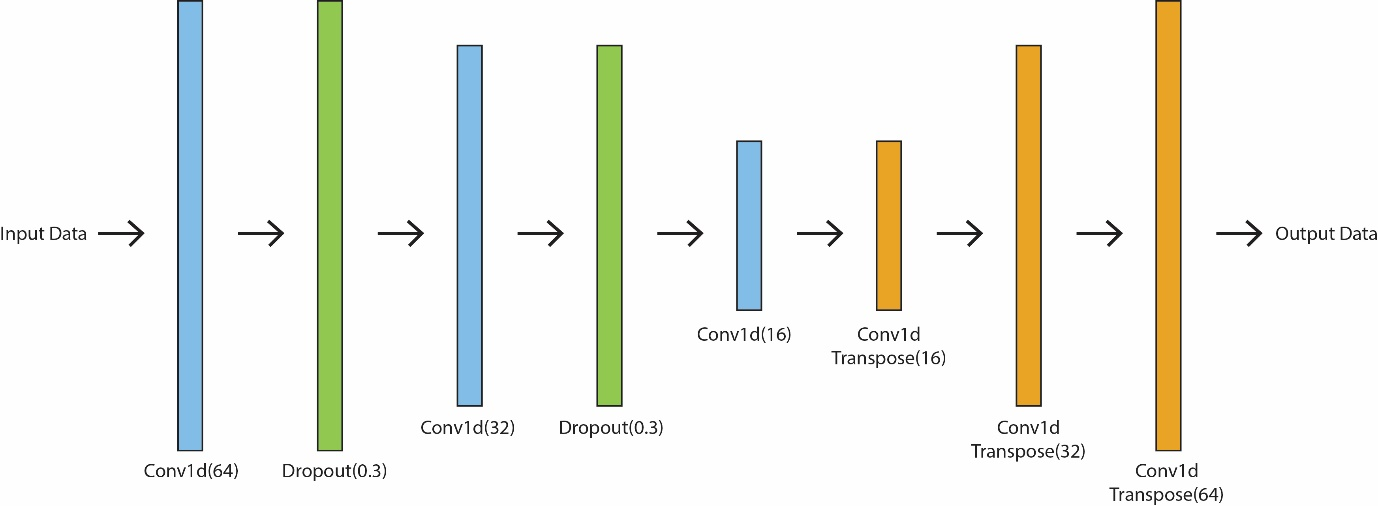 Input Data
Conv1d(64)
Dropout(0.3)
Conv1d(32)
Dropout(0.3)
Conv1d(16)
Conv1d
Transpose(16)
Conv1d
Transpose(32)
Conv1d
Transpose(64)
Output Data